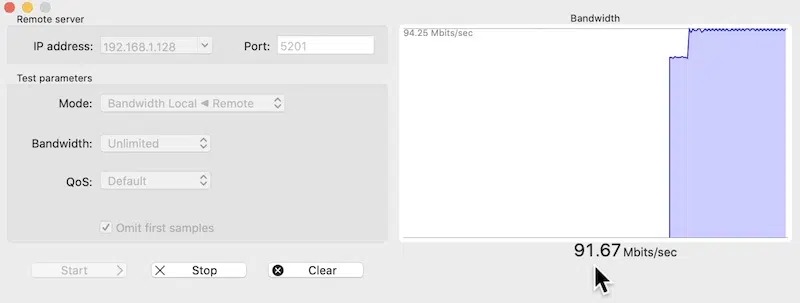 Remote server
IP address: 192.168.1.128 Port: 5201
Test parameters
Mode: Bandwidth Local ◄ Remote
Bandwidth: Unlimited
QoS: Default
Omit first samples
Start Stop Clear
Bandwidth
94.25 Mbits/sec
91.67 Mbits/sec